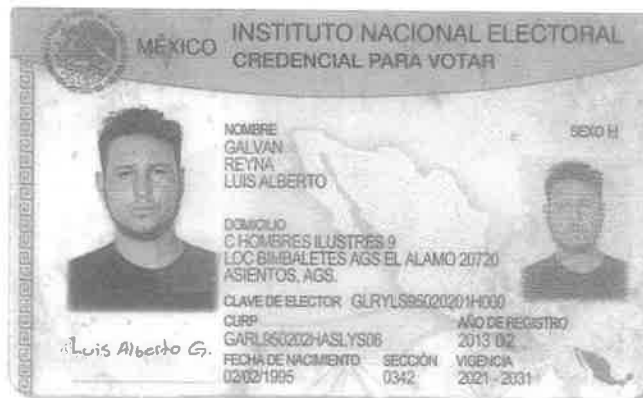 MÉXICO
INSTITUTO NACIONAL ELECTORAL
CREDENCIAL PARA VOTAR
NOMBRE
GALVAN
REYNA
LUIS ALBERTO
SEXO H
DOMICILIO
C HOMBRES ILUSTRES 9
LOC BIMBALETES AGS EL ALAMO 20720
ASIENTOS, AGS.
CLAVE DE ELECTOR GLRYLS95020201H000
CURP
GARL950202HASLYS06
AÑO DE REGISTRO
2013 02
FECHA DE NACIMIENTO
02/02/1995
SECCIÓN
0342
VIGENCIA
2021 - 2031
Luis Alberto G.